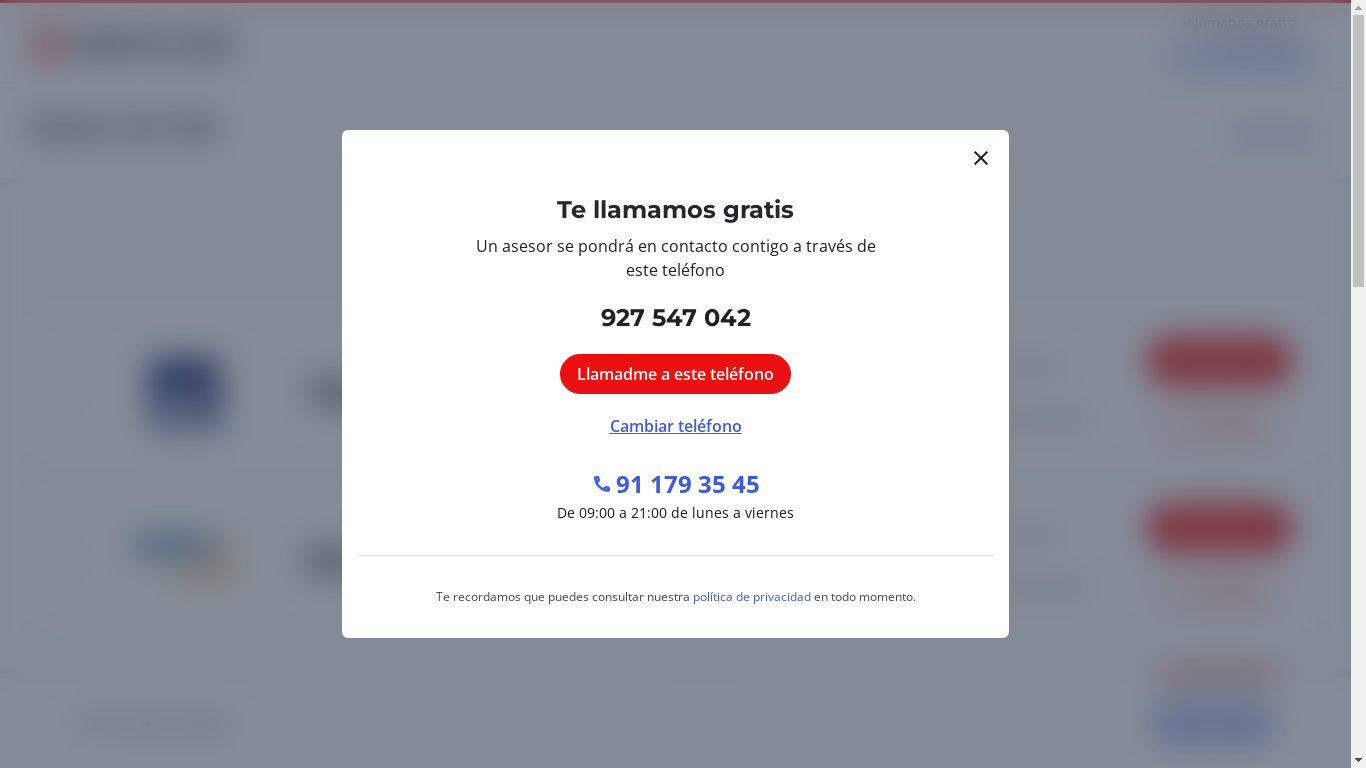 Te llamamos gratis
Un asesor se pondrá en contacto contigo a través de
este teléfono
927 547 042
Llamadme a este teléfono
Cambiar teléfono
91 179 35 45
De 09:00 a 21:00 de lunes a viernes
Te recordamos que puedes consultar nuestra política de privacidad en todo momento.